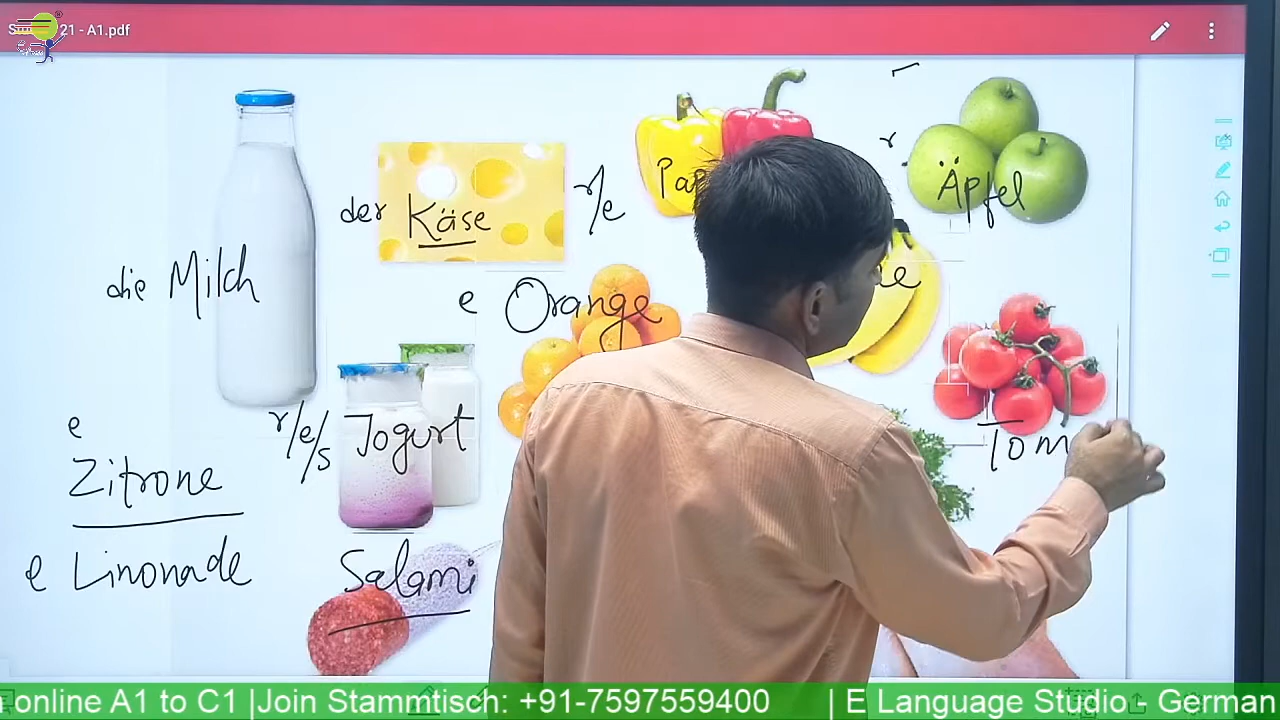 21 - A1.pdf
die Milch
der Käse
r/e
Pap
r
Äpfel
e Orange
e
r/e/s Jogurt
e
Zitrone
Tom
e Linonade
Salami
online A1 to C1 |Join Stammtisch: +91-7597559400 | E Language Studio - German